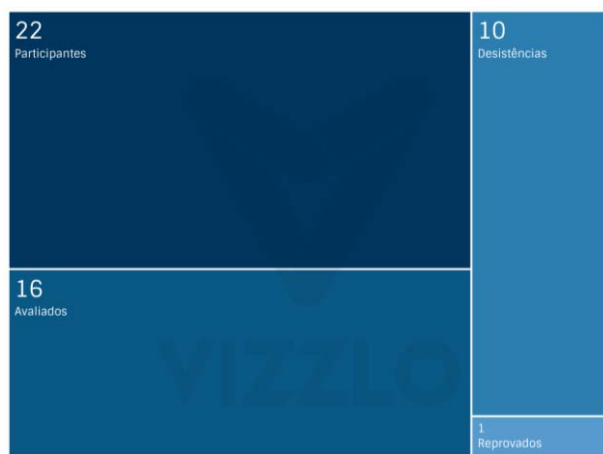 22
Participantes
10
Desistências
16
Avaliados
VIZZLO
1
Reprovados